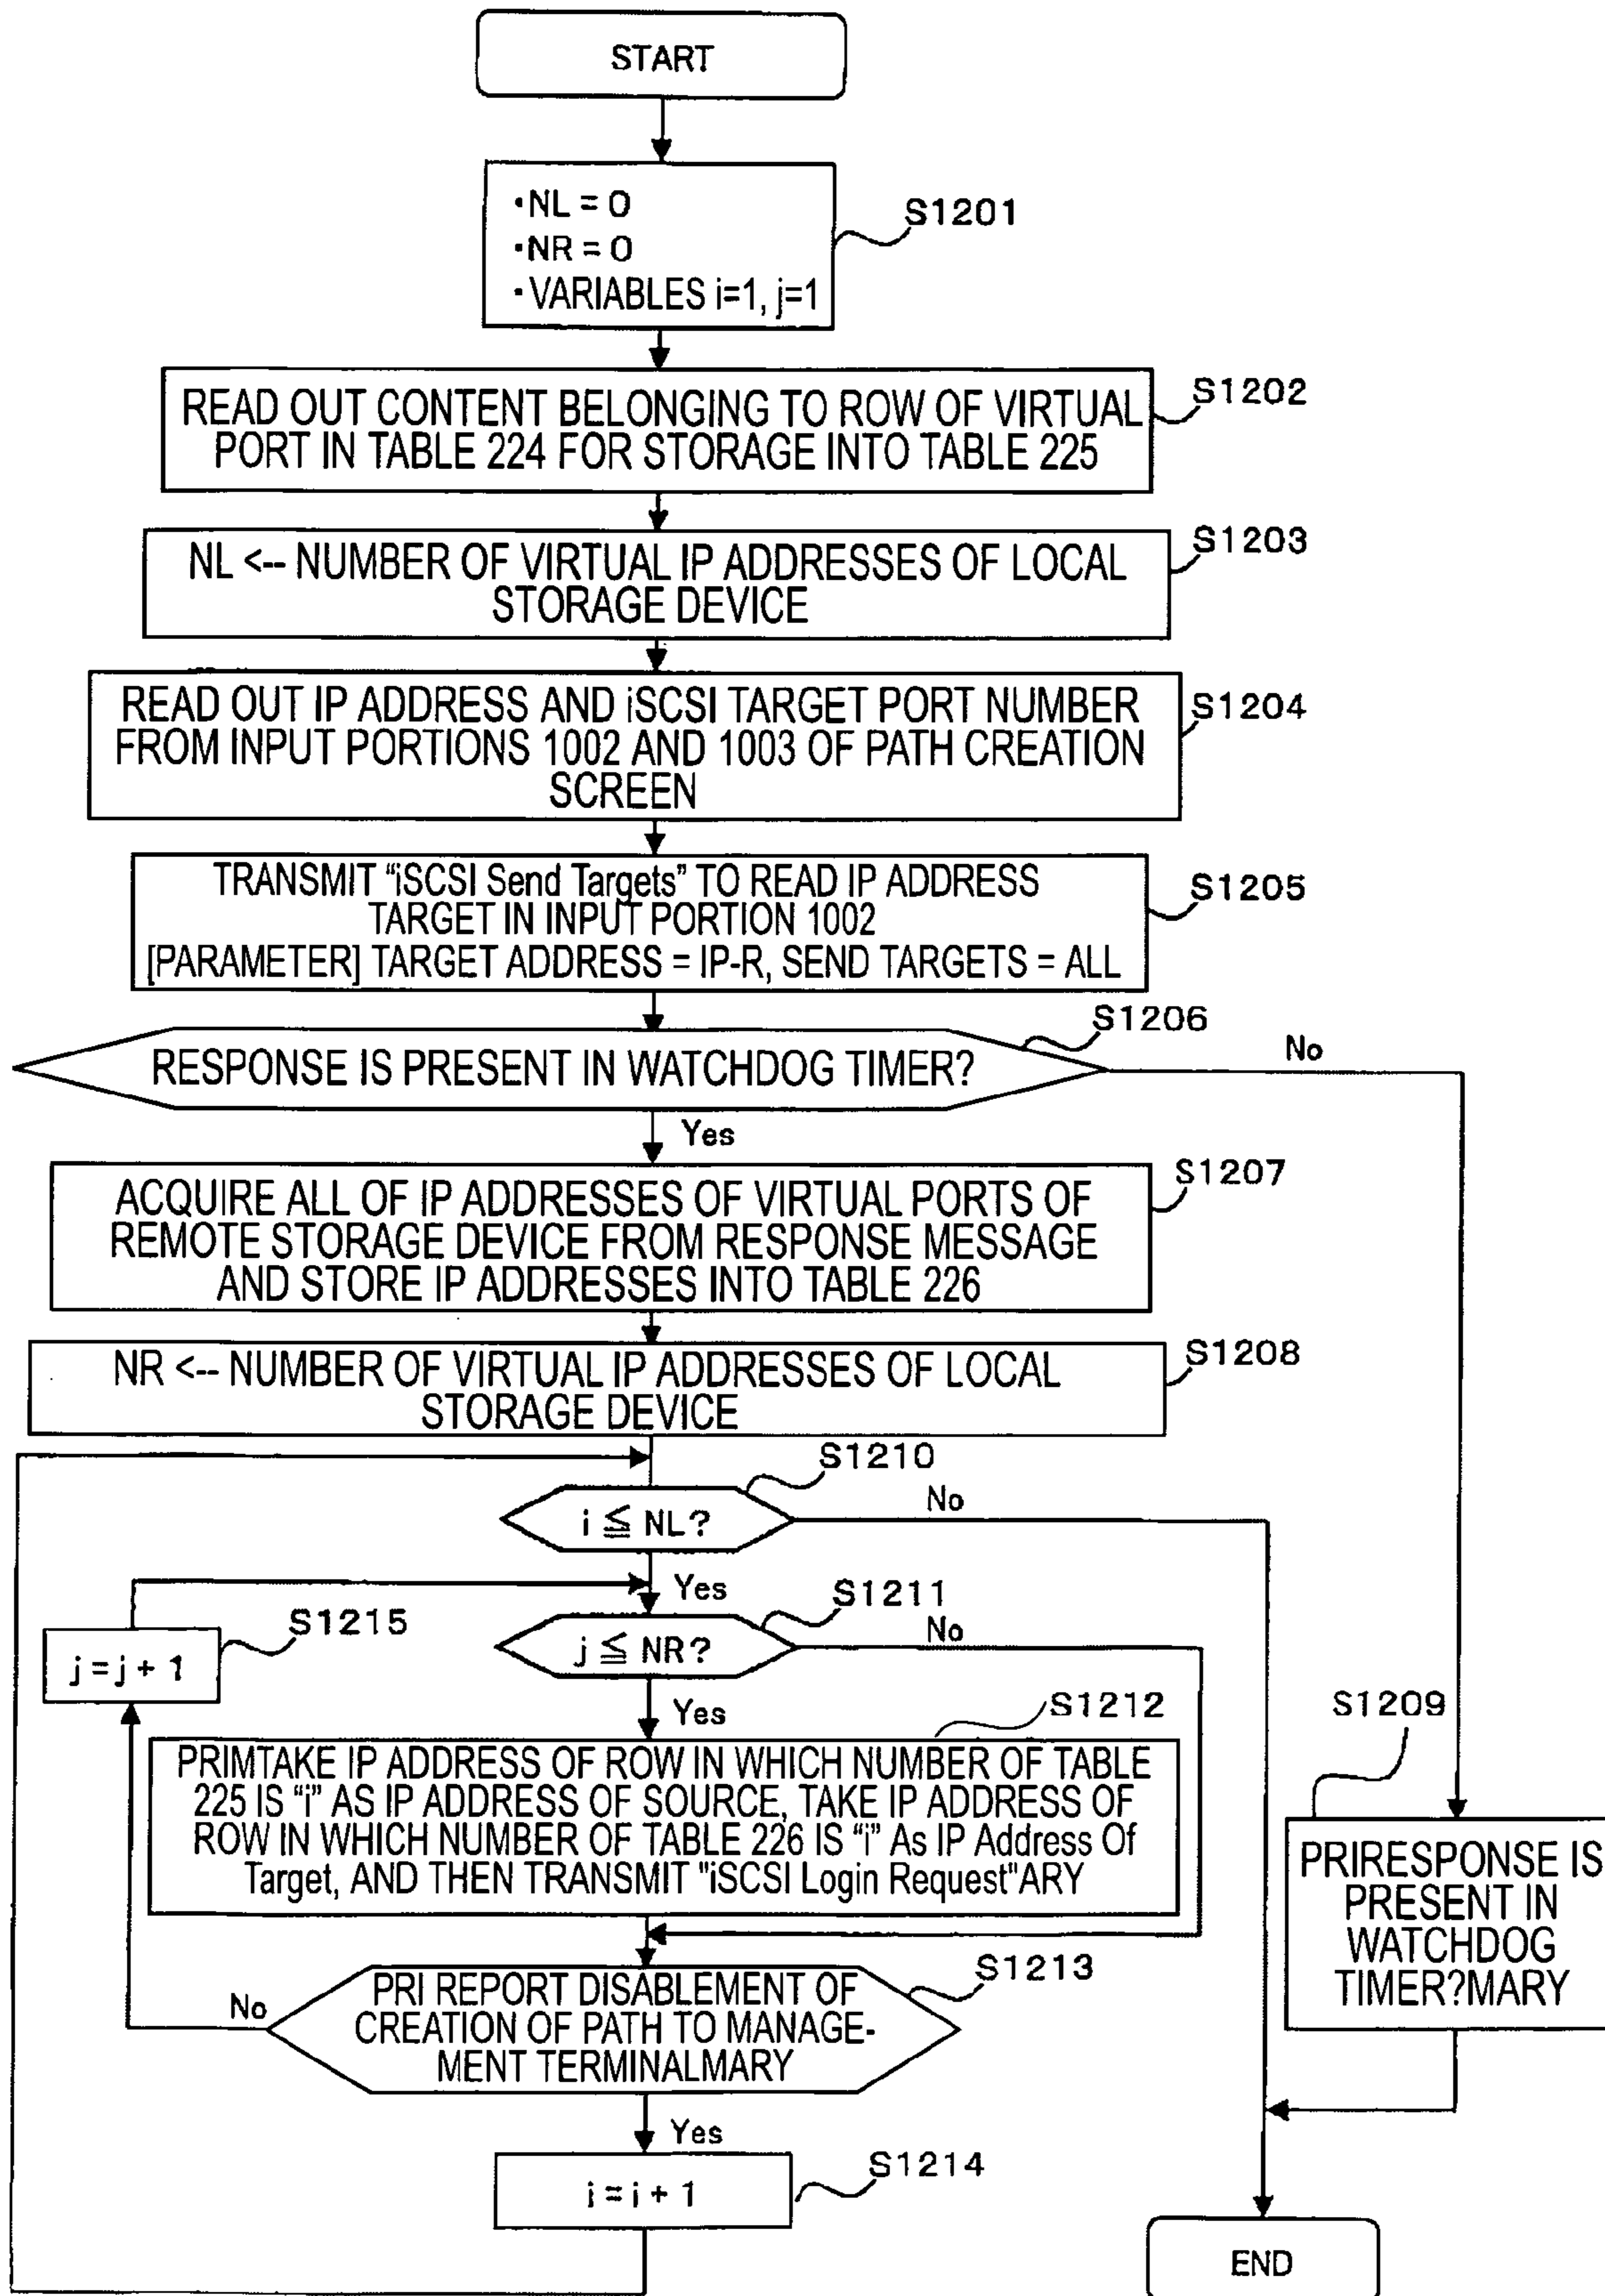 START
・NL = 0
・NR = 0
・VARIABLES i=1, j=1
S1201
READ OUT CONTENT BELONGING TO ROW OF VIRTUAL
PORT IN TABLE 224 FOR STORAGE INTO TABLE 225
S1202
NL <-- NUMBER OF VIRTUAL IP ADDRESSES OF LOCAL
STORAGE DEVICE
S1203
READ OUT IP ADDRESS AND iSCSI TARGET PORT NUMBER
FROM INPUT PORTIONS 1002 AND 1003 OF PATH CREATION
SCREEN
S1204
TRANSMIT “iSCSI Send Targets” TO READ IP ADDRESS
TARGET IN INPUT PORTION 1002
[PARAMETER] TARGET ADDRESS = IP-R, SEND TARGETS = ALL
S1205
S1206
RESPONSE IS PRESENT IN WATCHDOG TIMER?
No
Yes
ACQUIRE ALL OF IP ADDRESSES OF VIRTUAL PORTS OF
REMOTE STORAGE DEVICE FROM RESPONSE MESSAGE
AND STORE IP ADDRESSES INTO TABLE 226
S1207
NR <-- NUMBER OF VIRTUAL IP ADDRESSES OF LOCAL
STORAGE DEVICE
S1208
S1210
i ≦ NL?
No
Yes
S1211
j ≦ NR?
No
S1215
j = j + 1
Yes
S1212
PRIMTAKE IP ADDRESS OF ROW IN WHICH NUMBER OF TABLE
225 IS “i” AS IP ADDRESS OF SOURCE, TAKE IP ADDRESS OF
ROW IN WHICH NUMBER OF TABLE 226 IS “i” As IP Address Of
Target, AND THEN TRANSMIT "iSCSI Login Request"ARY
S1209
PRIRESPONSE IS
PRESENT IN
WATCHDOG
TIMER?MARY
S1213
PRI REPORT DISABLEMENT OF
CREATION OF PATH TO MANAGE-
MENT TERMINALMARY
No
Yes
S1214
i = i + 1
END